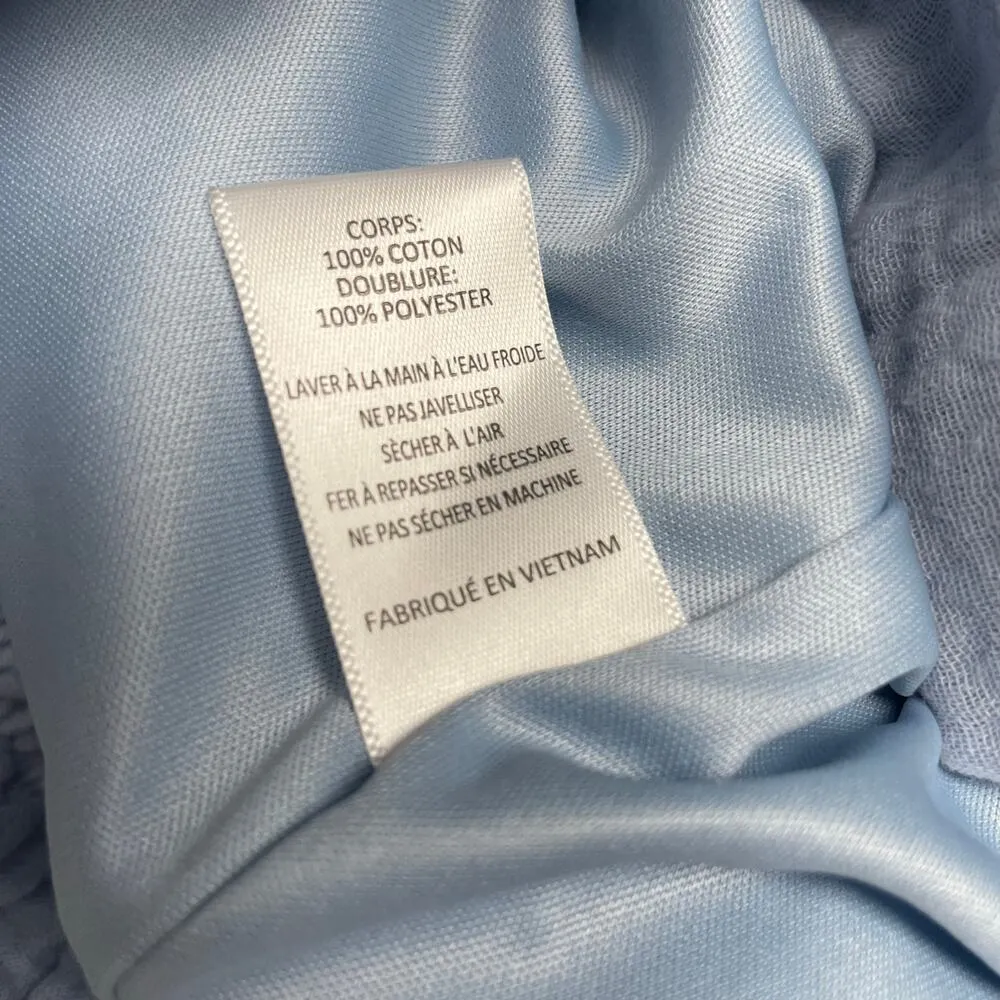 CORPS:
100% COTON
DOUBLURE:
100% POLYESTER
LAVER À LA MAIN À L'EAU FROIDE
NE PAS JAVELLISER
SÈCHER À L'AIR
FER À REPASSER SI NÉCESSAIRE
NE PAS SÉCHER EN MACHINE
FABRIQUÉ EN VIETNAM